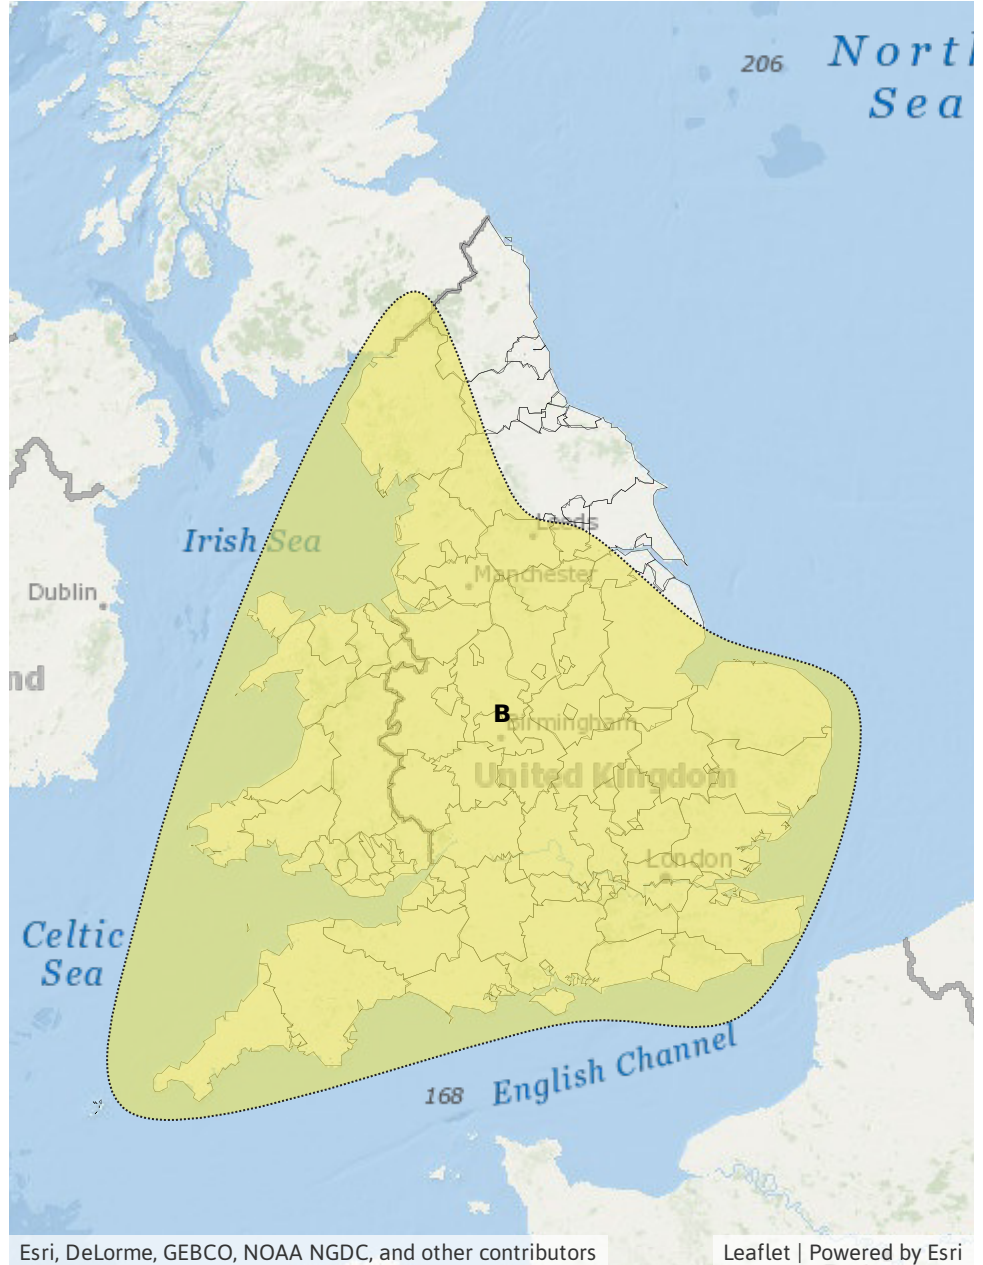 206
North
Sea
Irish Sea
Leeds
Manchester
Dublin
nd
B
Birmingham
United Kingdom
London
Celtic
Sea
168
English Channel
Esri, DeLorme, GEBCO, NOAA NGDC, and other contributors
Leaflet | Powered by Esri